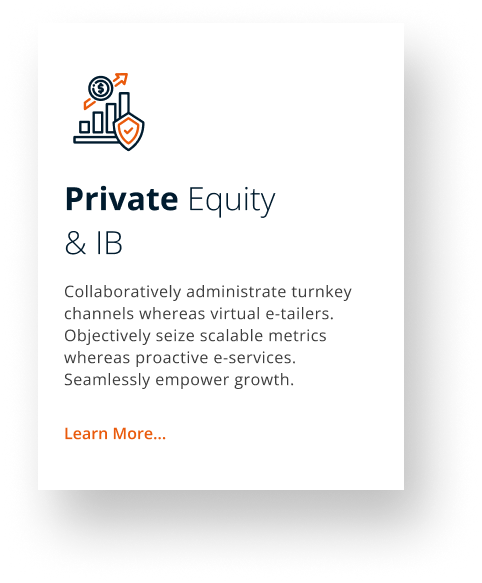 $
Private Equity
& IB
Collaboratively administrate turnkey
channels whereas virtual e-tailers.
Objectively seize scalable metrics
whereas proactive e-services.
Seamlessly empower growth.
Learn More...